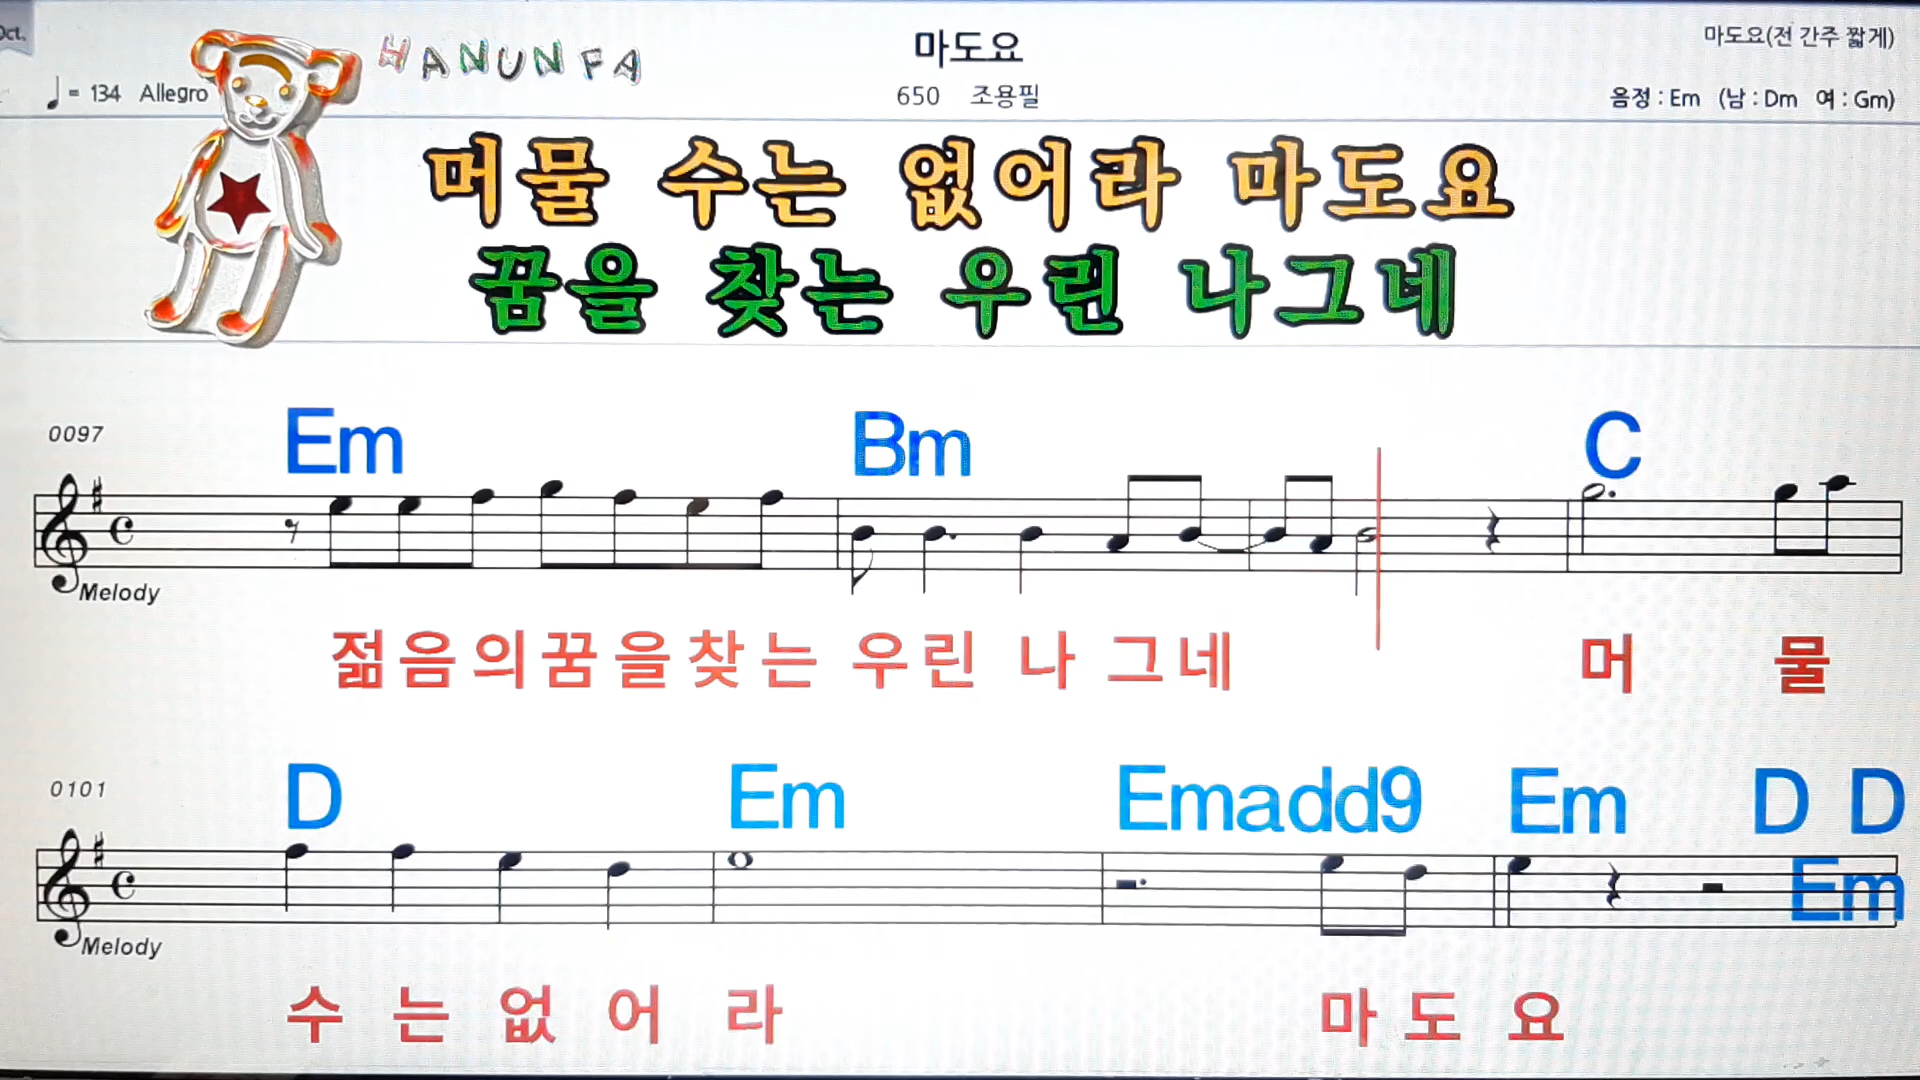 Oct.
HANUNFA
마도요
마도요(전 간주 짧게)
♩ = 134 Allegro
650 조용필
음정 : Em (남 : Dm 여 : Gm)
머물 수는 없어라 마도요
꿈을 찾는 우린 나그네
0097
Em Bm C
Melody
젊음의꿈을찾는 우린 나 그네 머 물
0101
D Em Emadd9 Em D D
Em
Melody
수 는 없 어 라 마 도 요